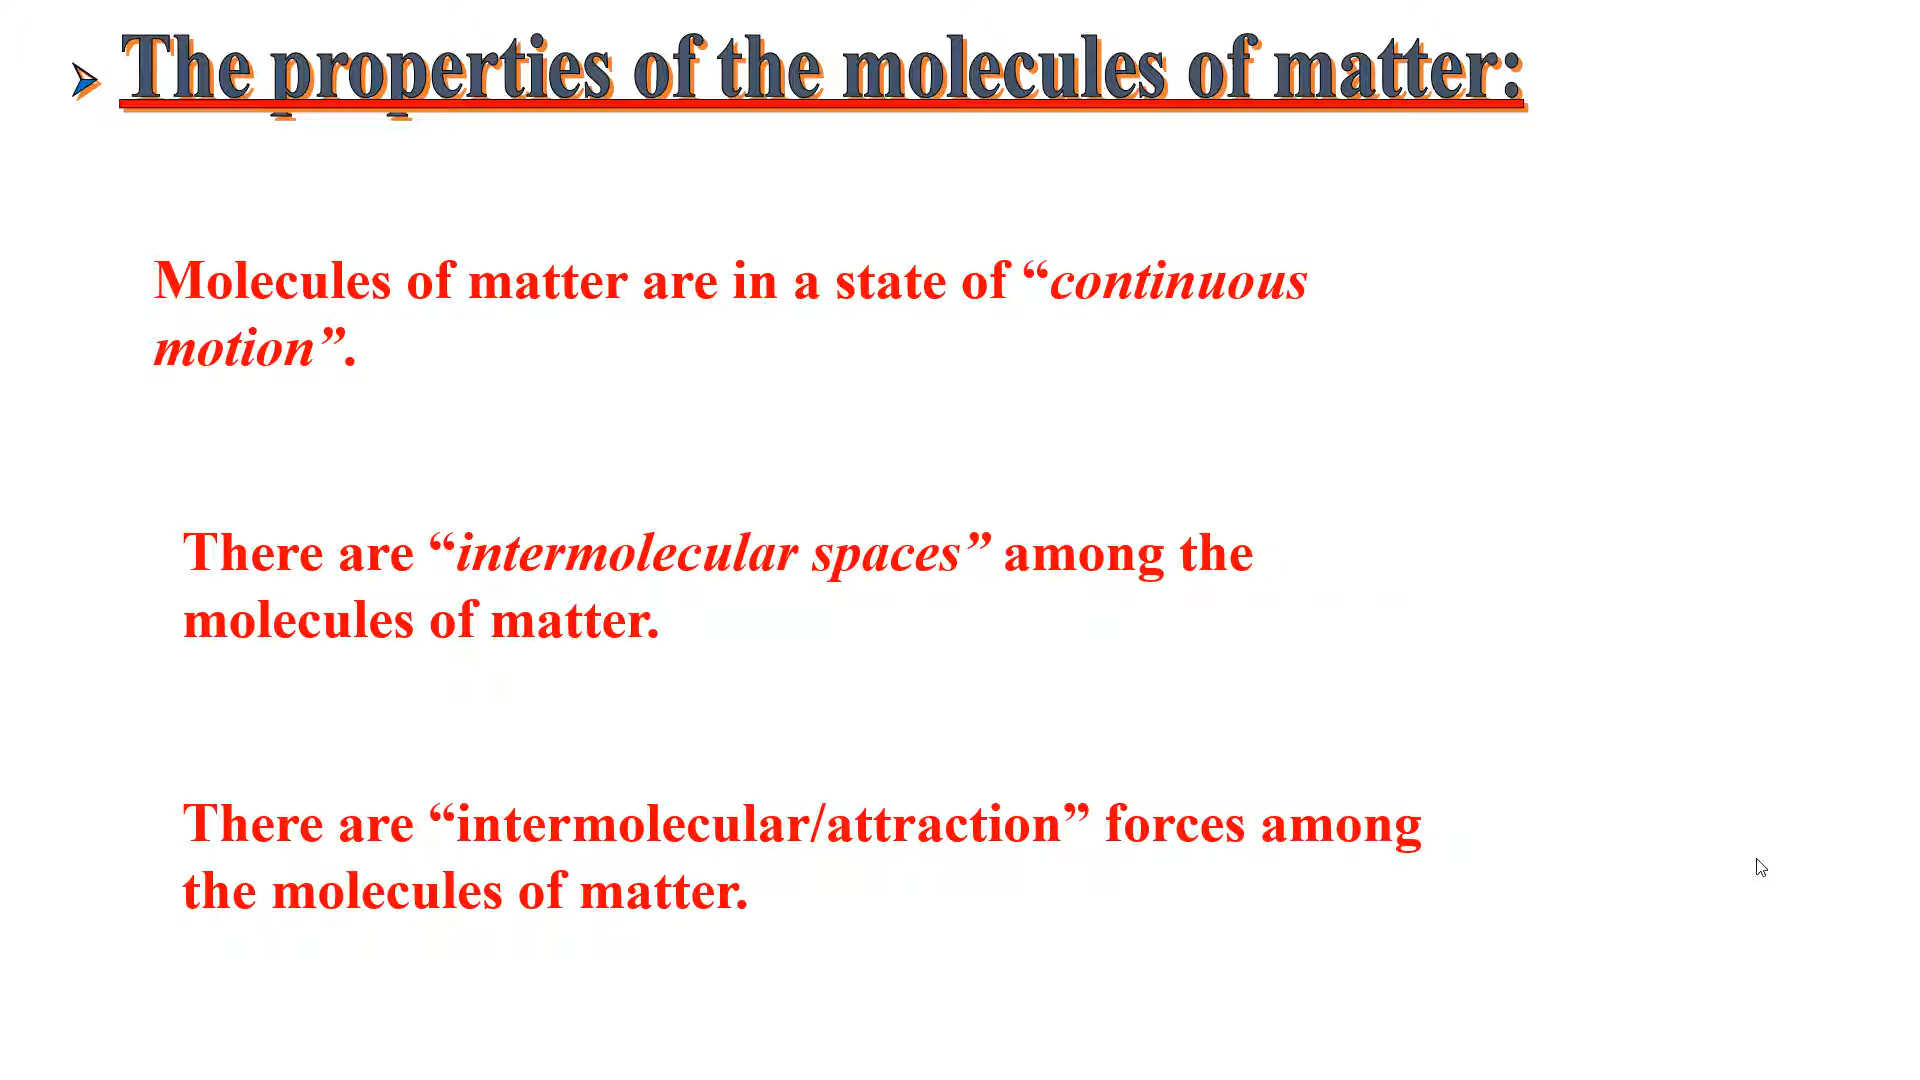 The properties of the molecules of matter:
Molecules of matter are in a state of “continuous
motion”.
There are “intermolecular spaces” among the
molecules of matter.
There are “intermolecular/attraction” forces among
the molecules of matter.